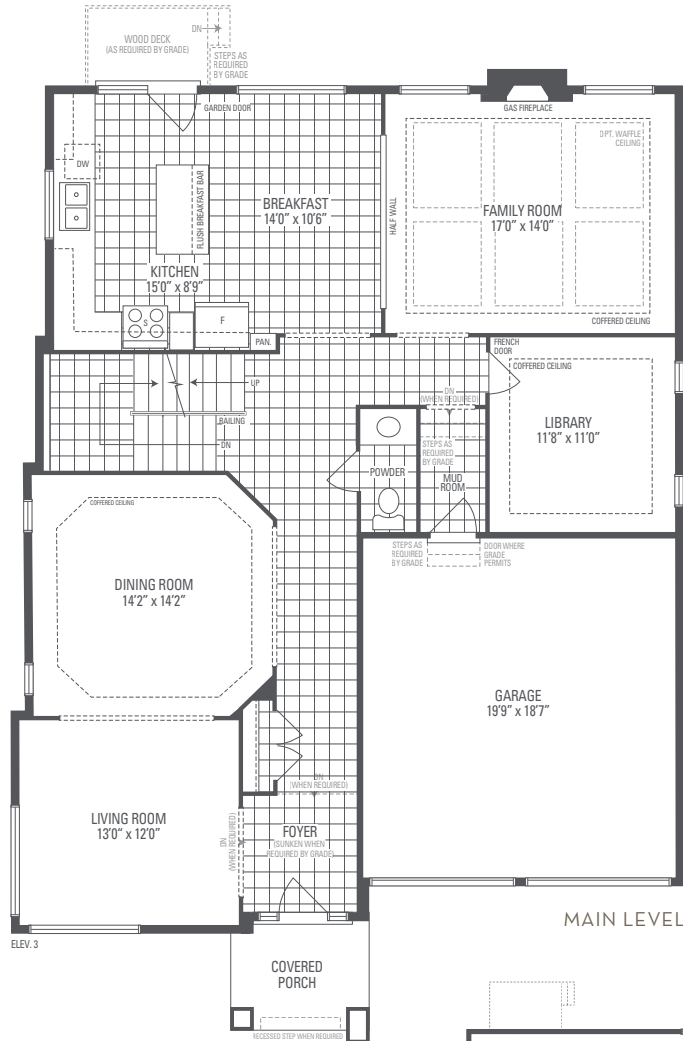 WOOD DECK
(AS REQUIRED BY GRADE)
DN
STEPS AS
REQUIRED
BY GRADE
GARDEN DOOR
GAS FIREPLACE
DW
FLUSH BREAKFAST BAR
BREAKFAST
14'0" x 10'6"
HALF WALL
OPT. WAFFLE
CEILING
FAMILY ROOM
17'0" x 14'0"
KITCHEN
15'0" x 8'9"
S
F
PAN.
COFFERED CEILING
FRENCH
DOOR
COFFERED CEILING
UP
RAILING
DN
DN
(WHEN REQUIRED)
LIBRARY
11'8" x 11'0"
STEPS AS
REQUIRED
BY GRADE
POWDER
MUD
ROOM
COFFERED CEILING
STEPS AS
REQUIRED
BY GRADE
DOOR WHERE
GRADE
PERMITS
DINING ROOM
14'2" x 14'2"
GARAGE
19'9" x 18'7"
DN
(WHEN REQUIRED)
LIVING ROOM
13'0" x 12'0"
DN
(WHEN REQUIRED)
FOYER
(SUNKEN WHEN
REQUIRED BY GRADE)
MAIN LEVEL
ELEV. 3
COVERED
PORCH
RECESSED STEP WHEN REQUIRED